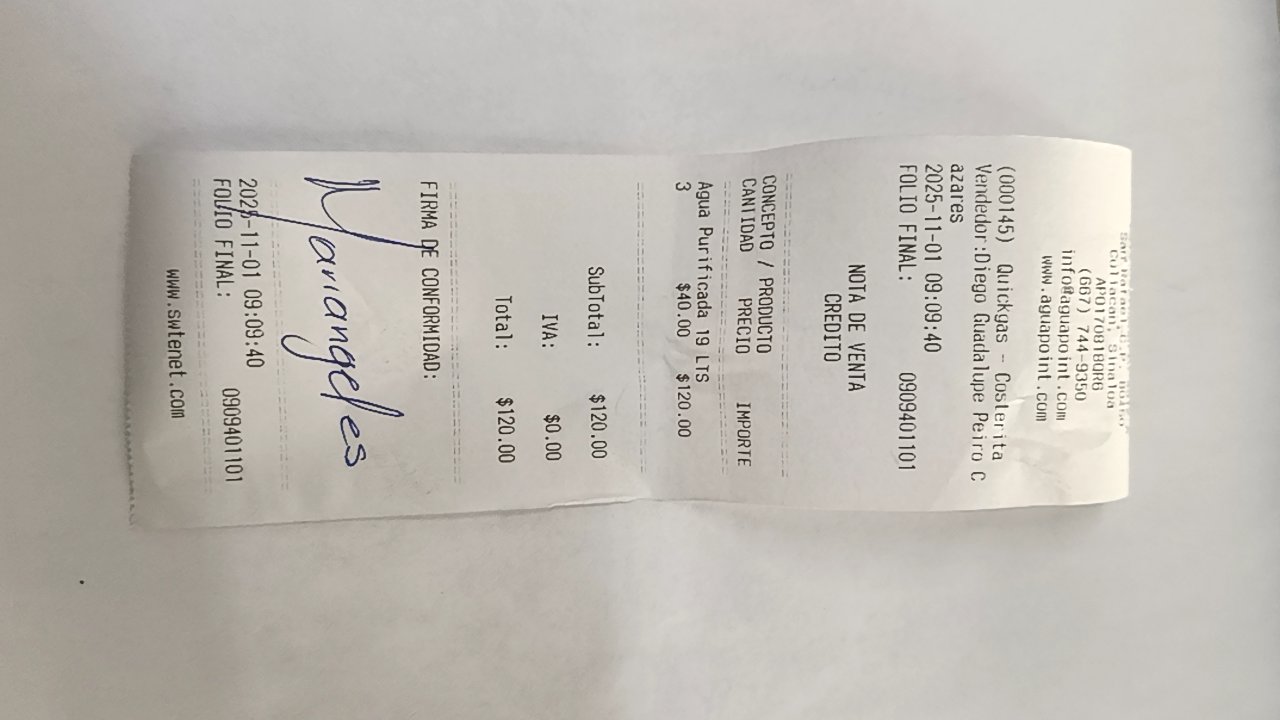 Culiacan, Sinaloa
APO170818QR6
(667) 744-9350
info@aguapoint.com
www.aguapoint.com
(000145) Quickgas - Costerita
Vendedor:Diego Guadalupe Peiro C
azares
2025-11-01 09:09:40
FOLIO FINAL: 0909401101
NOTA DE VENTA
CREDITO
CONCEPTO / PRODUCTO
CANTIDAD PRECIO IMPORTE
Agua Purificada 19 LTS
3 $40.00 $120.00
SubTotal: $120.00
IVA: $0.00
Total: $120.00
FIRMA DE CONFORMIDAD:
Mariangeles
2025-11-01 09:09:40
FOLIO FINAL: 0909401101
www.swtenet.com